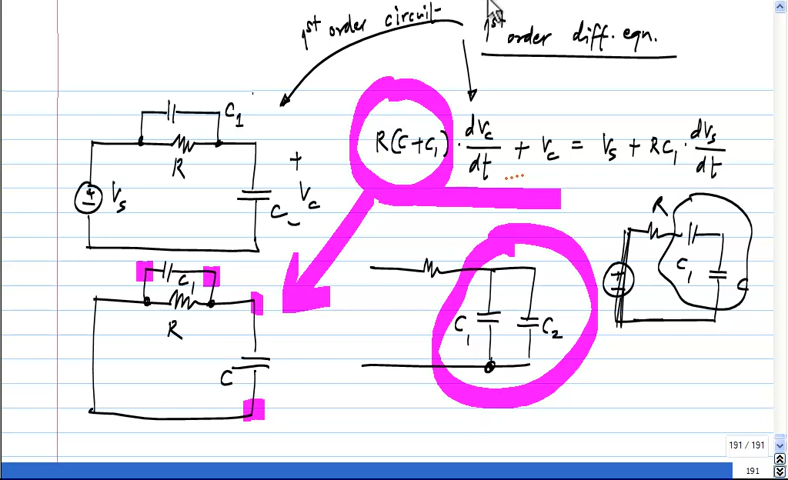 1st order circuit
1st order diff. eqn.
C1
R
Vs
+
Vc
-
C
R(C+C1) · dVc/dt + Vc = Vs + RC1 · dVs/dt
C1
R
C
C1
C2
R
C1
C
191 / 191
191